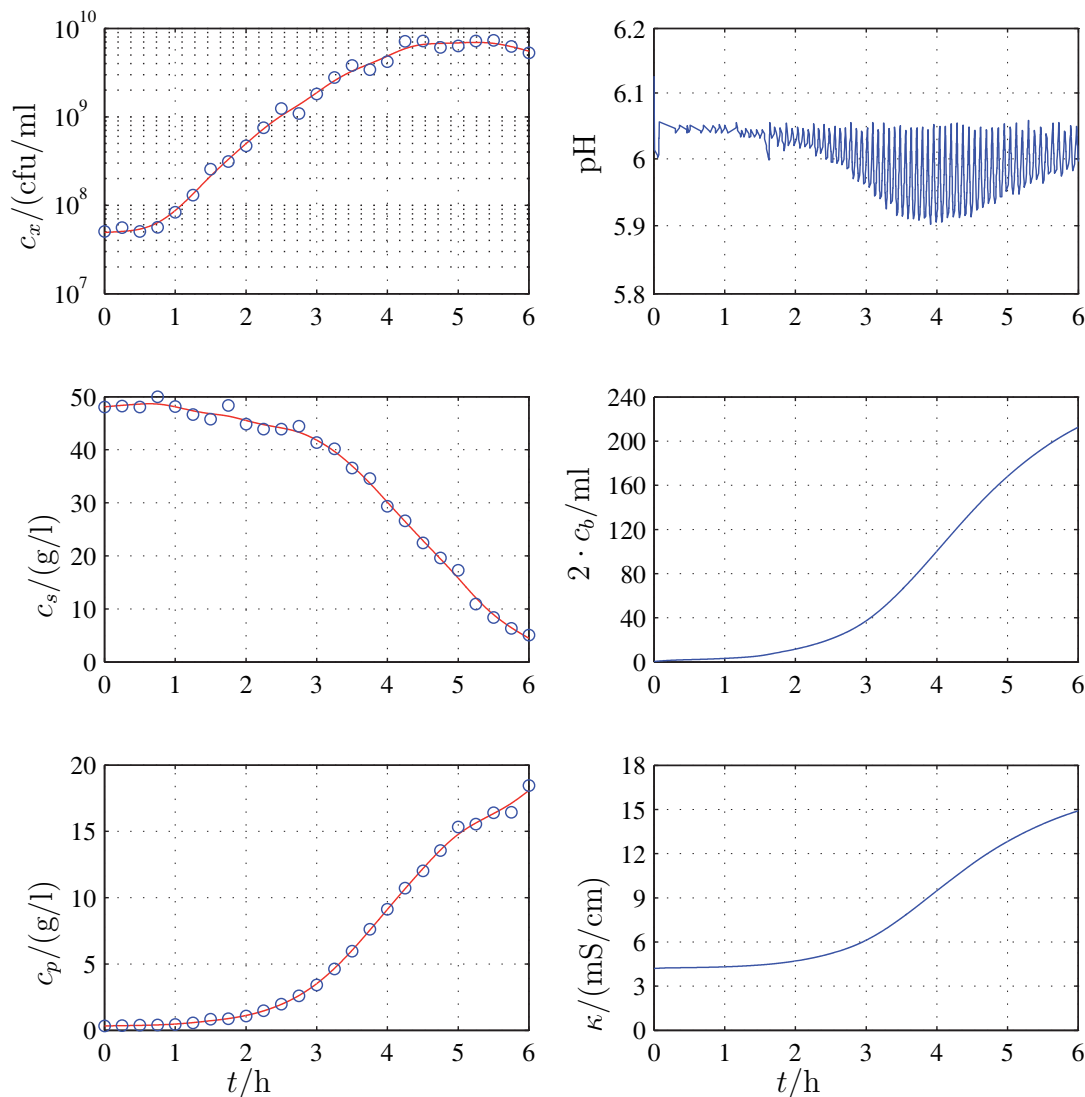 10^10
10^9
10^8
10^7
c_x/(cfu/ml)
0 1 2 3 4 5 6
6.2
6.1
6
5.9
5.8
pH
0 1 2 3 4 5 6
50
40
30
20
10
0
c_s/(g/l)
0 1 2 3 4 5 6
240
200
160
120
80
40
0
2 · c_b/ml
0 1 2 3 4 5 6
20
15
10
5
0
c_p/(g/l)
0 1 2 3 4 5 6
t/h
18
15
12
9
6
3
0
κ/(mS/cm)
0 1 2 3 4 5 6
t/h